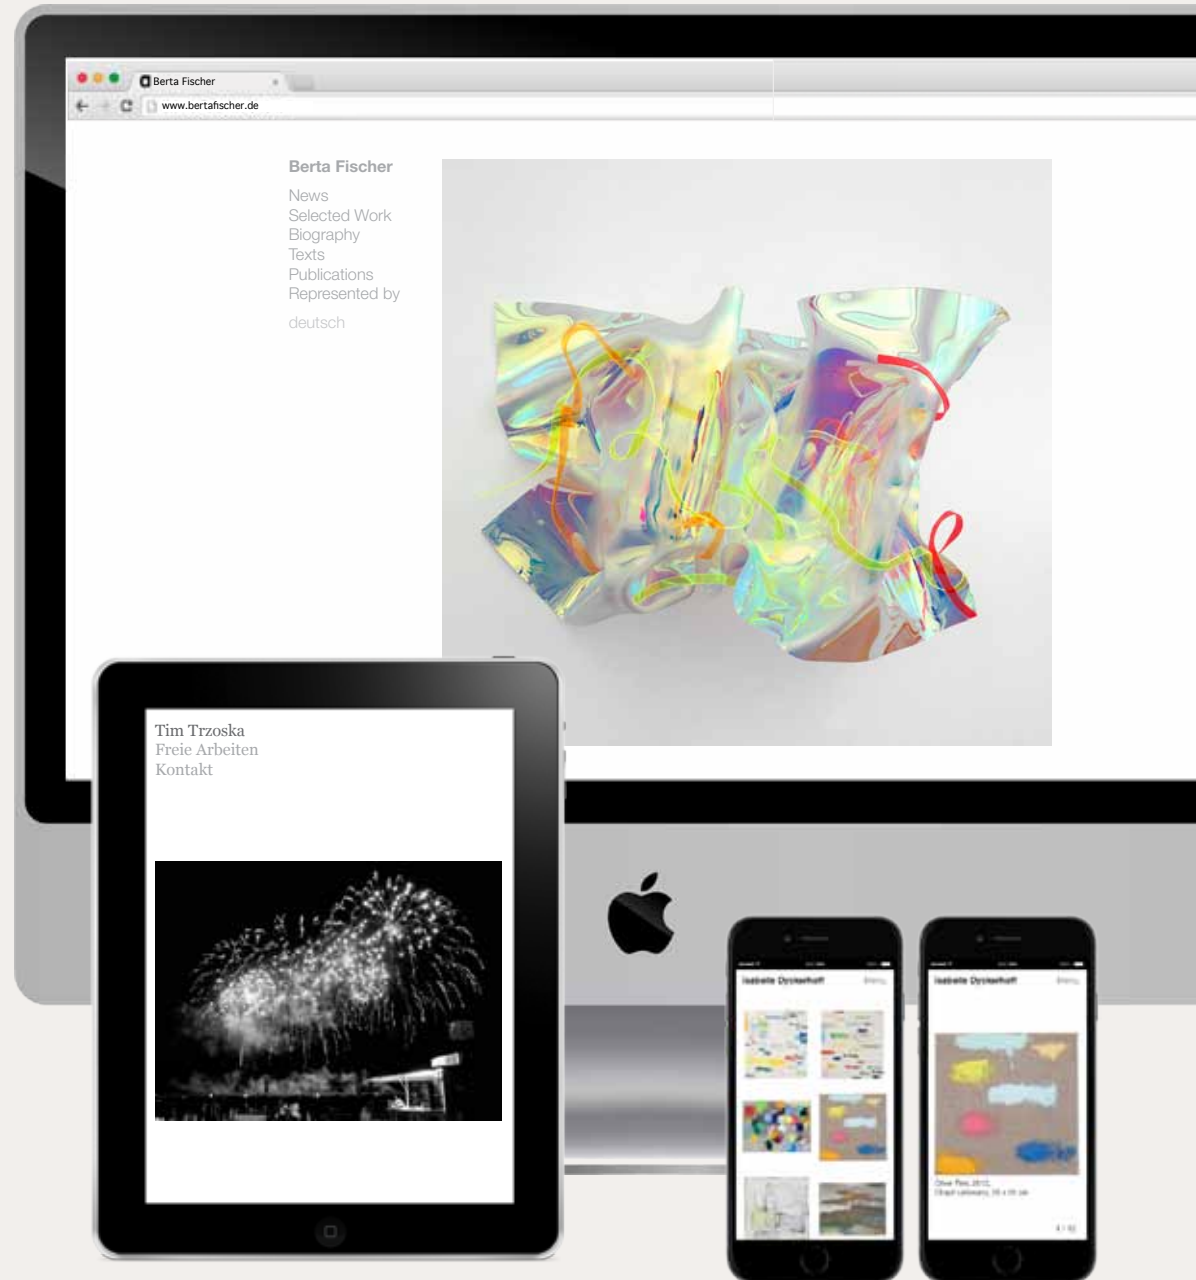 Berta Fischer
www.bertafischer.de
Berta Fischer
News
Selected Work
Biography
Texts
Publications
Represented by
deutsch
Tim Trzoska
Freie Arbeiten
Kontakt
Isabelle Dyckerhoff
Isabelle Dyckerhoff